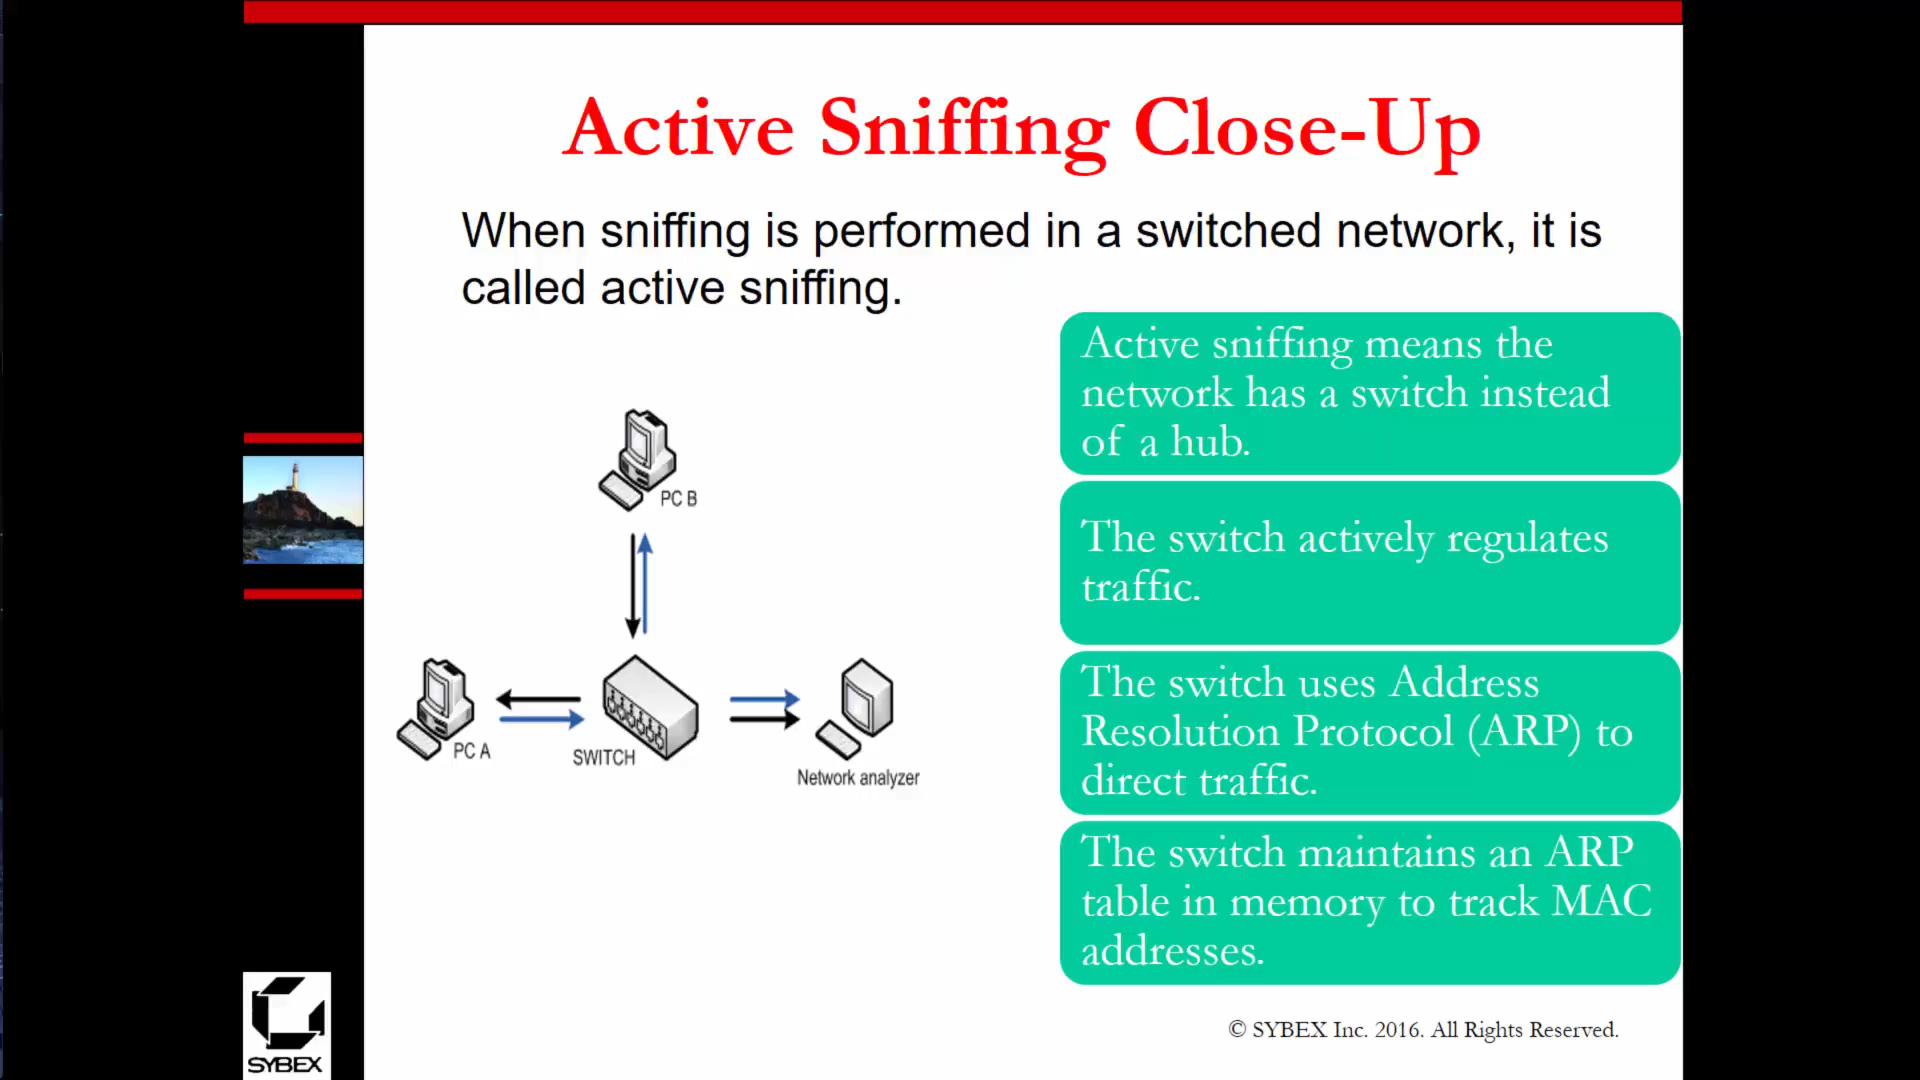 Active Sniffing Close-Up
When sniffing is performed in a switched network, it is
called active sniffing.
Active sniffing means the
network has a switch instead
of a hub.
The switch actively regulates
traffic.
The switch uses Address
Resolution Protocol (ARP) to
direct traffic.
The switch maintains an ARP
table in memory to track MAC
addresses.
PC B
PC A
SWITCH
Network analyzer
© SYBEX Inc. 2016. All Rights Reserved.
SYBEX